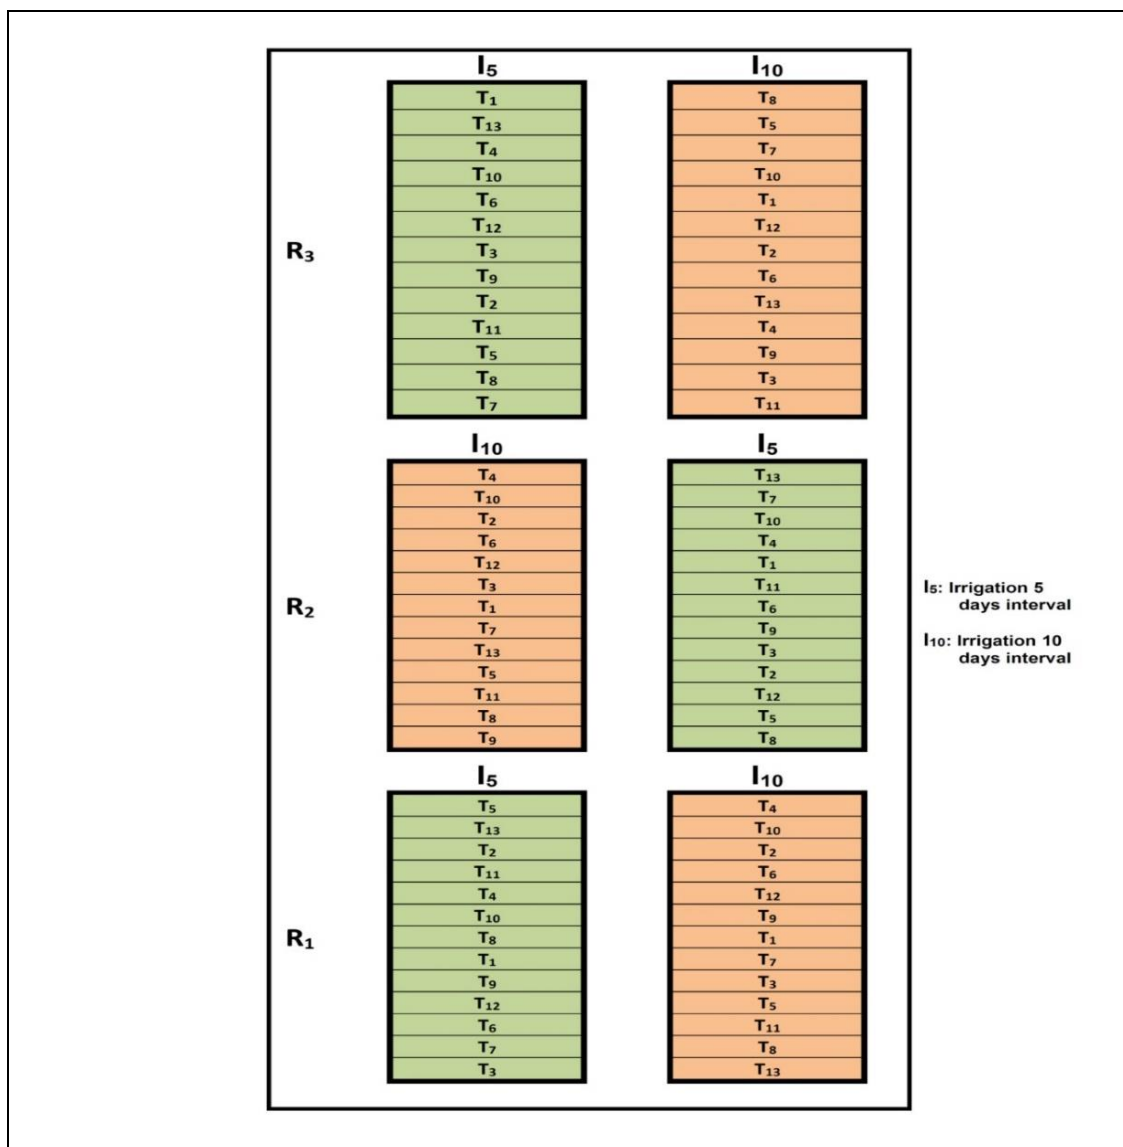 I₅ I₁₀
T₁ T₈
T₁₃ T₅
T₄ T₇
T₁₀ T₁₀
T₆ T₁
T₁₂ T₁₂
R₃ T₃ T₂
T₉ T₆
T₂ T₁₃
T₁₁ T₄
T₅ T₉
T₈ T₃
T₇ T₁₁
I₁₀ I₅
T₄ T₁₃
T₁₀ T₇
T₂ T₁₀
T₆ T₄
T₁₂ T₁
T₃ T₁₁
R₂ T₁ T₆
T₇ T₉
T₁₃ T₃
T₅ T₂
T₁₁ T₁₂
T₈ T₅
T₉ T₈
I₅: Irrigation 5
days interval
I₁₀: Irrigation 10
days interval
I₅ I₁₀
T₅ T₄
T₁₃ T₁₀
T₂ T₂
T₁₁ T₆
T₄ T₁₂
T₁₀ T₉
R₁ T₈ T₁
T₁ T₇
T₉ T₃
T₁₂ T₅
T₆ T₁₁
T₇ T₈
T₃ T₁₃